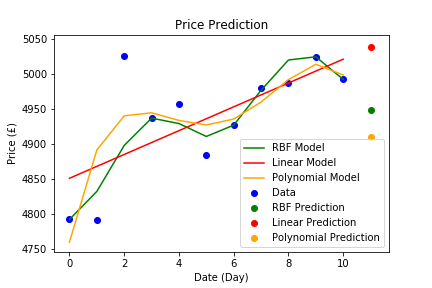 Price Prediction
5050
5000
4950
4900
4850
4800
4750
Price (£)
RBF Model
Linear Model
Polynomial Model
Data
RBF Prediction
Linear Prediction
Polynomial Prediction
0 2 4 6 8 10
Date (Day)